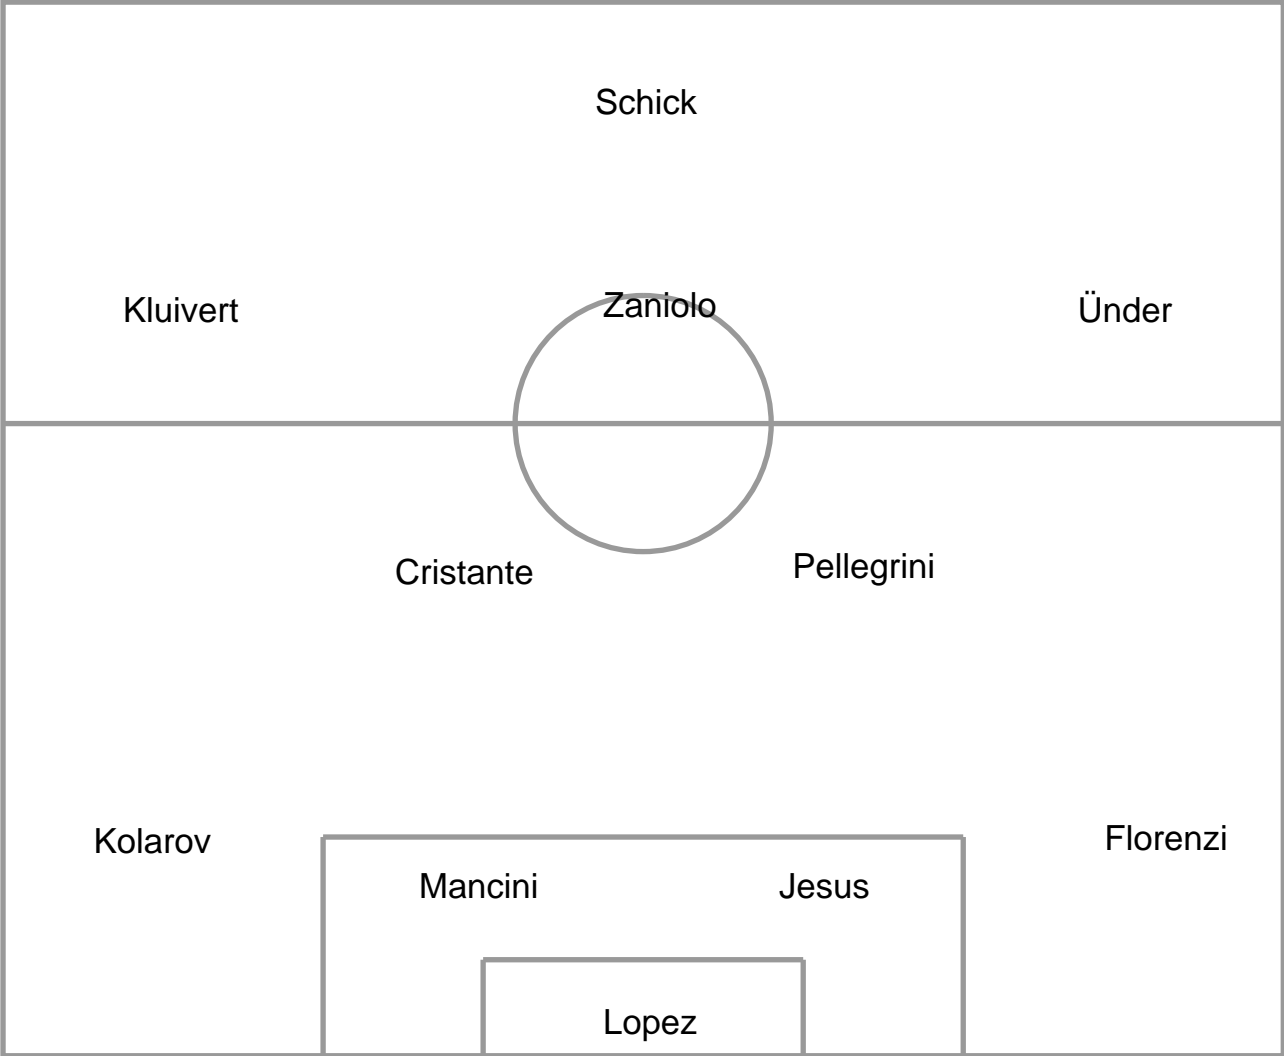 Schick
Kluivert
Zaniolo
Ünder
Cristante
Pellegrini
Kolarov
Florenzi
Mancini
Jesus
Lopez